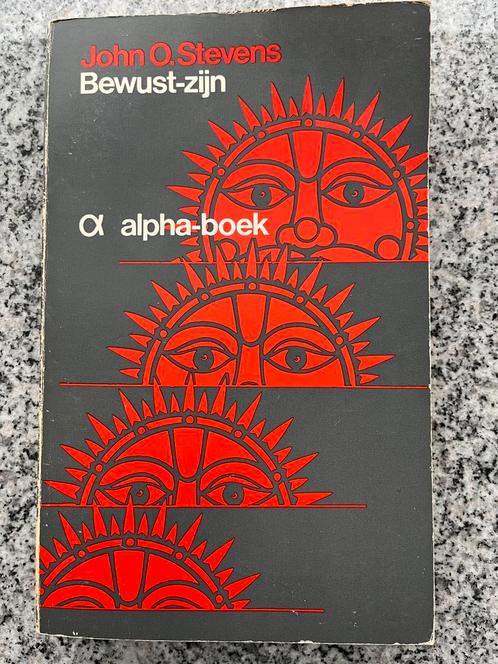 John O. Stevens
Bewust-zijn
α alpha-boek